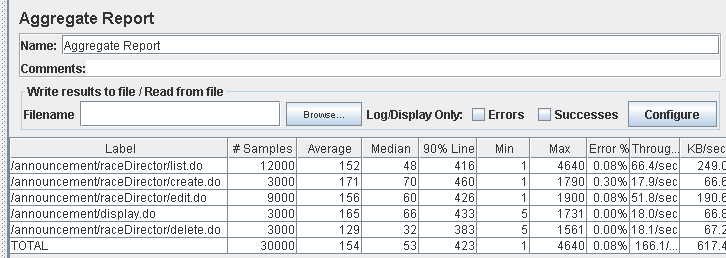 Aggregate Report
Name: Aggregate Report
Comments:
Write results to file / Read from file
Filename Browse... Log/Display Only: Errors Successes Configure
Label # Samples Average Median 90% Line Min Max Error % Throug... KB/sec
/announcement/raceDirector/list.do 12000 152 48 416 1 4640 0.08% 66.4/sec 249.0
/announcement/raceDirector/create.do 3000 171 70 460 1 1790 0.30% 17.9/sec 66.6
/announcement/raceDirector/edit.do 9000 156 60 426 1 1900 0.08% 51.8/sec 190.6
/announcement/display.do 3000 165 66 433 5 1731 0.00% 18.0/sec 66.8
/announcement/raceDirector/delete.do 3000 129 32 383 5 1561 0.00% 18.1/sec 67.2
TOTAL 30000 154 53 423 1 4640 0.08% 166.1/... 617.4